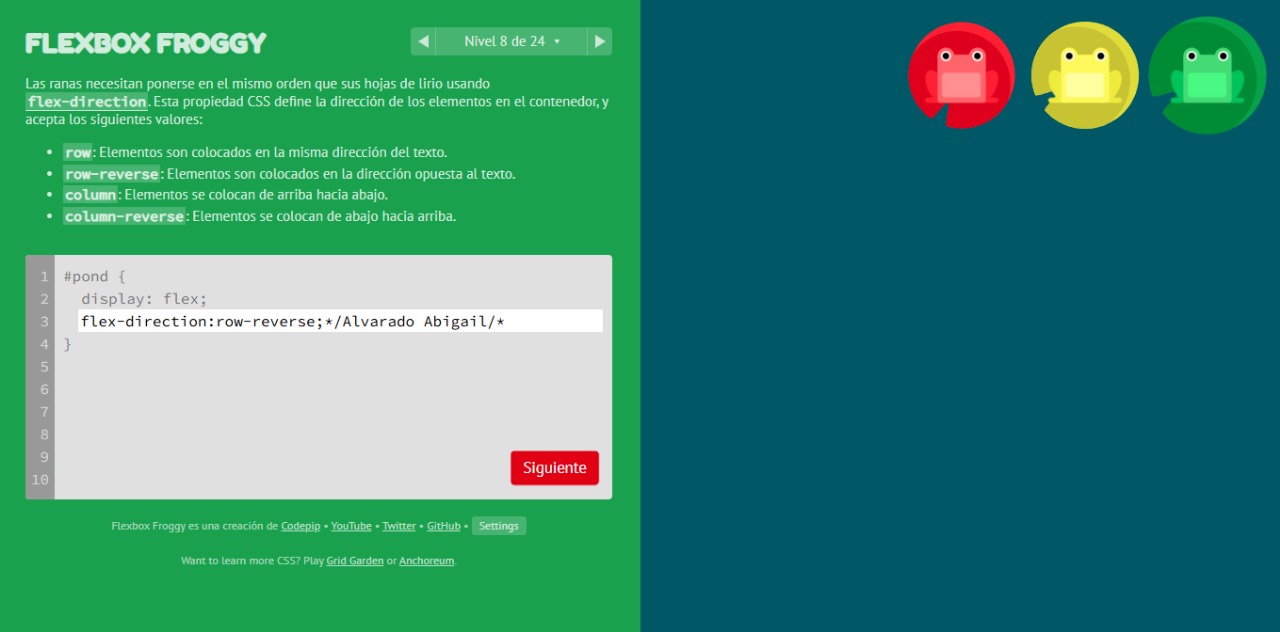 FLEXBOX FROGGY
Nivel 8 de 24
Las ranas necesitan ponerse en el mismo orden que sus hojas de lirio usando
flex-direction. Esta propiedad CSS define la dirección de los elementos en el contenedor, y
acepta los siguientes valores:
• row: Elementos son colocados en la misma dirección del texto.
• row-reverse: Elementos son colocados en la dirección opuesta al texto.
• column: Elementos se colocan de arriba hacia abajo.
• column-reverse: Elementos se colocan de abajo hacia arriba.
1 #pond {
2 display: flex;
3 flex-direction:row-reverse;*/Alvarado Abigail/*
4 }
5
6
7
8
9
10
Siguiente
Flexbox Froggy es una creación de Codepip • YouTube • Twitter • GitHub • Settings
Want to learn more CSS? Play Grid Garden or Anchoreum.